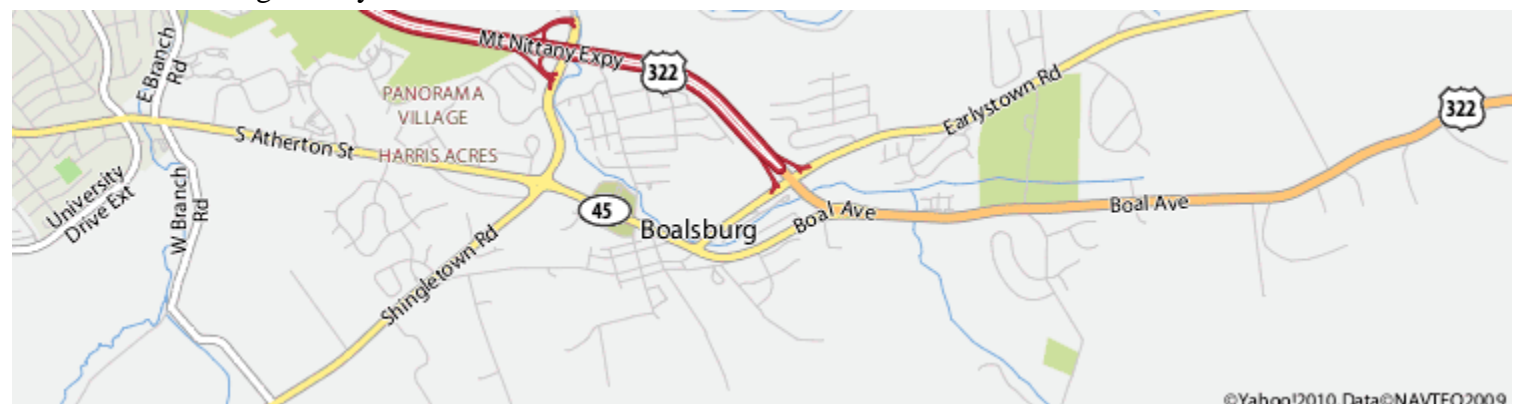 Mt Nittany Expy
322
E Branch
Rd
PANORAMA
VILLAGE
Earlystown Rd
322
S Atherton St
HARRIS ACRES
University
Drive Ext
W Branch
Rd
45
Boalsburg
Boal Ave
Boal Ave
Shingletown Rd
©Yahoo!2010 Data©NAVTEQ2009